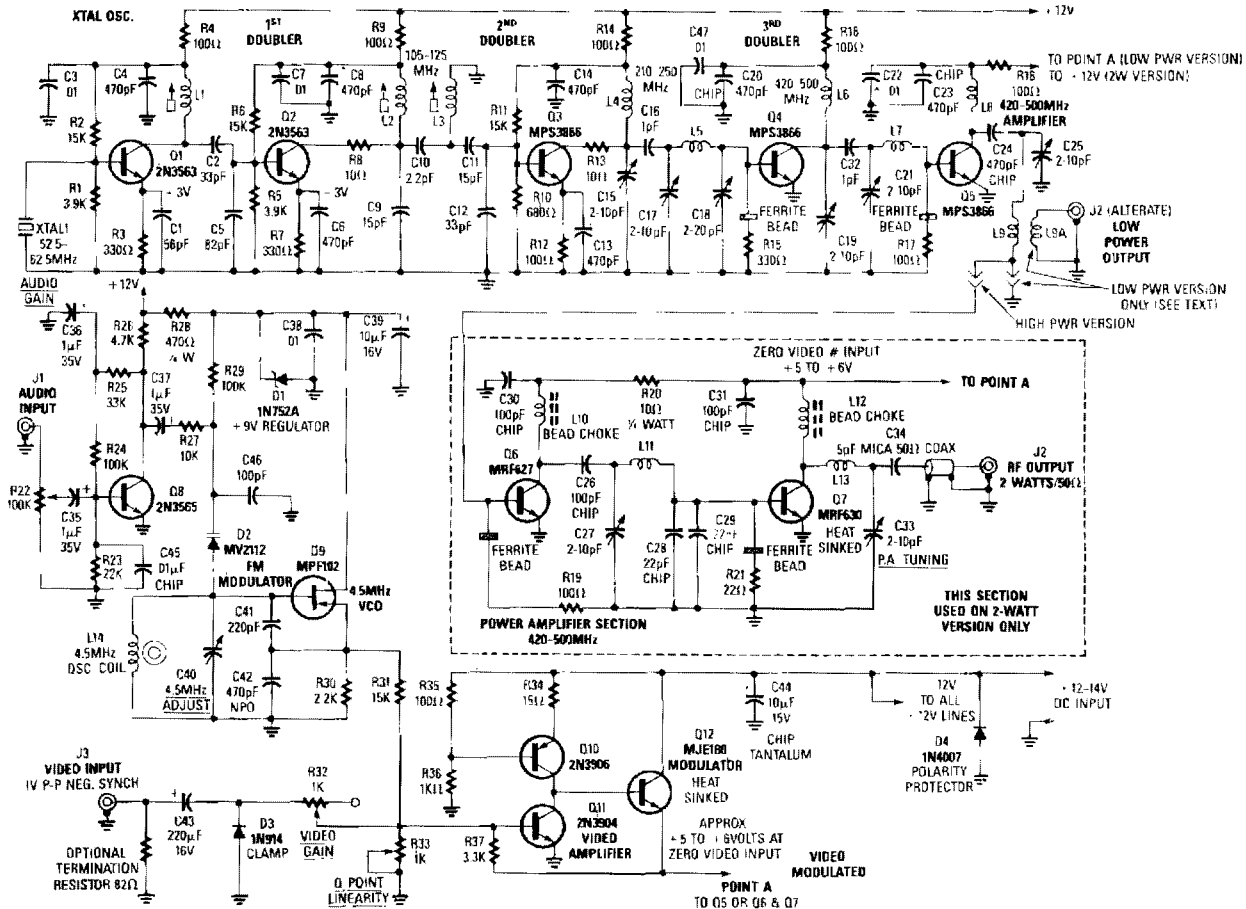 XTAL OSC.
1ST
DOUBLER
2ND
DOUBLER
3RD
DOUBLER
+ 12V
R4
100Ω
R9
100Ω
R14
100Ω
C47
D1
R18
100Ω
C3
D1
C4
470pF
L1
C7
D1
C8
470pF
105-125
MHz
L2
L3
C14
470pF
210 250
MHz
L4
C20
470pF
CHIP
420-500
MHz
L6
C22
D1
CHIP
C23
470pF
L8
R16
100Ω
TO POINT A (LOW PWR VERSION)
TO - 12V (2W VERSION)
420-500MHz
AMPLIFIER
R2
15K
R1
3.9K
Q1
2N3563
C2
33pF
- 3V
R3
330Ω
C1
56pF
XTAL1
52.5-
62.5MHz
R6
15K
Q2
2N3563
R5
3.9K
- 3V
C5
82pF
R7
330Ω
C6
470pF
R8
10Ω
C10
2.2pF
C9
15pF
C11
15pF
C12
33pF
R11
15K
Q3
MPS3866
R13
10Ω
R10
680Ω
R12
100Ω
C13
470pF
C16
1pF
C15
2-10pF
L5
C17
2-10µF
C18
2-20pF
Q4
MPS3866
FERRITE
BEAD
R15
330Ω
C32
1pF
C19
2-10pF
L7
C21
2-10pF
FERRITE
BEAD
R17
100Ω
Q5
MPS3866
C24
470pF
CHIP
C25
2-10pF
L9
L9A
J2 (ALTERATE)
LOW
POWER
OUTPUT
LOW PWR VERSION
ONLY (SEE TEXT)
HIGH PWR VERSION
AUDIO
GAIN
+12V
C36
1µF
35V
R26
4.7K
R28
470Ω
¼ W
C38
D1
C39
10µF
16V
R25
33K
C37
1µF
35V
R29
100K
D1
1N752A
+9V REGULATOR
J1
AUDIO
INPUT
R24
100K
R27
10K
C46
100pF
R22
100K
C35
1µF
35V
Q8
2N3565
R23
22K
C45
01µF
CHIP
D2
MV2112
FM
MODULATOR
D9
MPF102
4.5MHz
VCO
L14
4.5MHz
OSC COIL
C40
4.5MHz
ADJUST
C41
220pF
C42
470pF
NPO
R30
2.2K
R31
15K
ZERO VIDEO # INPUT
+5 TO +6V
TO POINT A
C30
100pF
CHIP
R20
10Ω
½ WATT
C31
100pF
CHIP
L12
BEAD CHOKE
L10
BEAD CHOKE
Q6
MRF627
L11
C26
100pF
CHIP
C27
2-10pF
C28
22pF
CHIP
C29
CHIP
Q7
MRF630
HEAT
SINKED
5pF MICA
C34
50Ω COAX
L13
J2
RF OUTPUT
2 WATTS/50Ω
C33
2-10pF
P.A TUNING
FERRITE
BEAD
R19
100Ω
FERRITE
BEAD
R21
22Ω
POWER AMPLIFIER SECTION
420-500MHz
THIS SECTION
USED ON 2-WATT
VERSION ONLY
R35
100Ω
R34
15Ω
C44
10µF
15V
CHIP
TANTALUM
12V
TO ALL
- 12V LINES
12-14V
DC INPUT
D4
1N4007
POLARITY
PROTECTOR
J3
VIDEO INPUT
IV P-P NEG. SYNCH
C43
220µF
16V
D3
1N914
CLAMP
R32
1K
VIDEO
GAIN
OPTIONAL
TERMINATION
RESISTOR 82Ω
R33
1K
Q POINT
LINEARITY
R36
1KΩ
R37
3.3K
Q10
2N3906
Q11
2N3904
VIDEO
AMPLIFIER
Q12
MJE180
MODULATOR
HEAT
SINKED
APPROX
+5 TO +6VOLTS AT
ZERO VIDEO INPUT
VIDEO
MODULATED
POINT A
TO Q5 OR Q6 & Q7